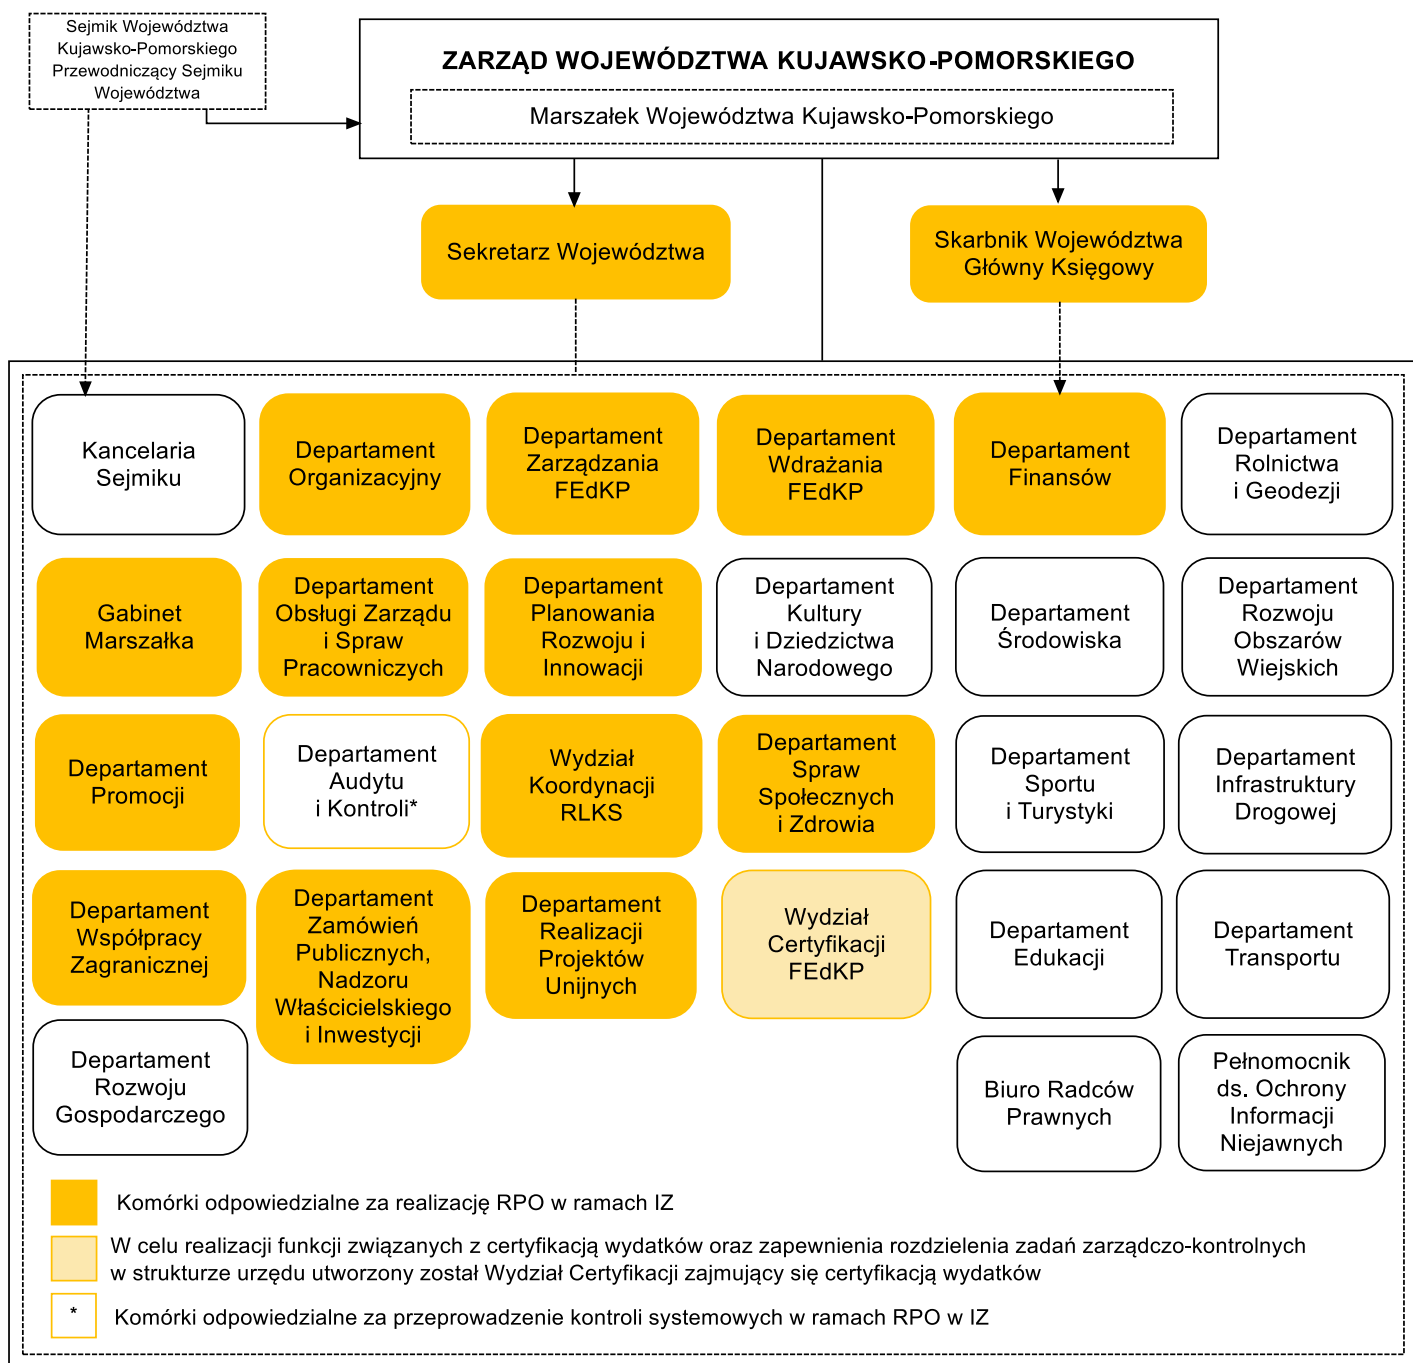 Sejmik Województwa
Kujawsko-Pomorskiego
Przewodniczący Sejmiku
Województwa
ZARZĄD WOJEWÓDZTWA KUJAWSKO-POMORSKIEGO
Marszałek Województwa Kujawsko-Pomorskiego
Sekretarz Województwa
Skarbnik Województwa
Główny Księgowy
Kancelaria
Sejmiku
Departament
Organizacyjny
Departament
Zarządzania
FEdKP
Departament
Wdrażania
FEdKP
Departament
Finansów
Departament
Rolnictwa
i Geodezji
Gabinet
Marszałka
Departament
Obsługi Zarządu
i Spraw
Pracowniczych
Departament
Planowania
Rozwoju i
Innowacji
Departament
Kultury
i Dziedzictwa
Narodowego
Departament
Środowiska
Departament
Rozwoju
Obszarów
Wiejskich
Departament
Promocji
Departament
Audytu
i Kontroli*
Wydział
Koordynacji
RLKS
Departament
Spraw
Społecznych
i Zdrowia
Departament
Sportu
i Turystyki
Departament
Infrastruktury
Drogowej
Departament
Współpracy
Zagranicznej
Departament
Zamówień
Publicznych,
Nadzoru
Właścicielskiego
i Inwestycji
Departament
Realizacji
Projektów
Unijnych
Wydział
Certyfikacji
FEdKP
Departament
Edukacji
Departament
Transportu
Departament
Rozwoju
Gospodarczego
Biuro Radców
Prawnych
Pełnomocnik
ds. Ochrony
Informacji
Niejawnych
Komórki odpowiedzialne za realizację RPO w ramach IZ
W celu realizacji funkcji związanych z certyfikacją wydatków oraz zapewnienia rozdzielenia zadań zarządczo-kontrolnych
w strukturze urzędu utworzony został Wydział Certyfikacji zajmujący się certyfikacją wydatków
* Komórki odpowiedzialne za przeprowadzenie kontroli systemowych w ramach RPO w IZ